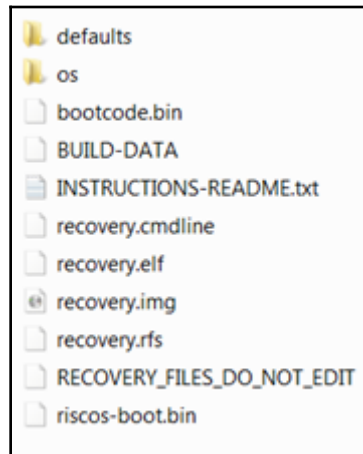 defaults
os
bootcode.bin
BUILD-DATA
INSTRUCTIONS-README.txt
recovery.cmdline
recovery.elf
recovery.img
recovery.rfs
RECOVERY_FILES_DO_NOT_EDIT
riscos-boot.bin